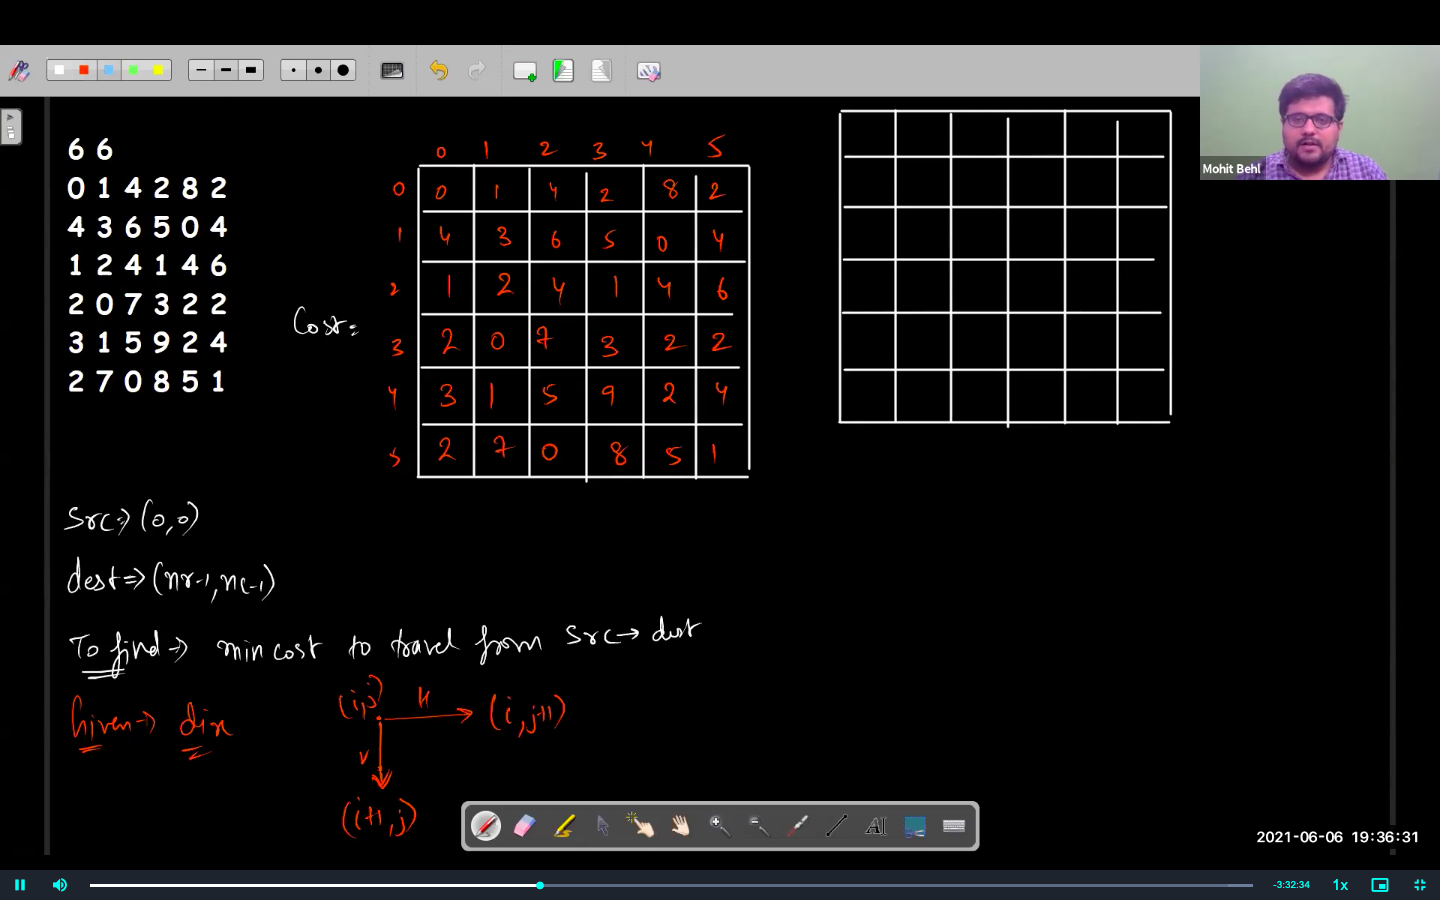 6 6
0 1 4 2 8 2
4 3 6 5 0 4
1 2 4 1 4 6
2 0 7 3 2 2
3 1 5 9 2 4
2 7 0 8 5 1
0 1 2 3 4 5
0 0 1 4 2 8 2
1 4 3 6 5 0 4
2 1 2 4 1 4 6
Cost=
3 2 0 7 3 2 2
4 3 1 5 9 2 4
5 2 7 0 8 5 1
Mohit Behl
Src⇒ (0,0)
dest⇒ (nr-1, nc-1)
To find⇒ min cost to travel from src→ dest
Given→ dir
(i,j) H (i, j+1)
V
(i+1, j)
AI
2021-06-06 19:36:31
-3:32:34 1x